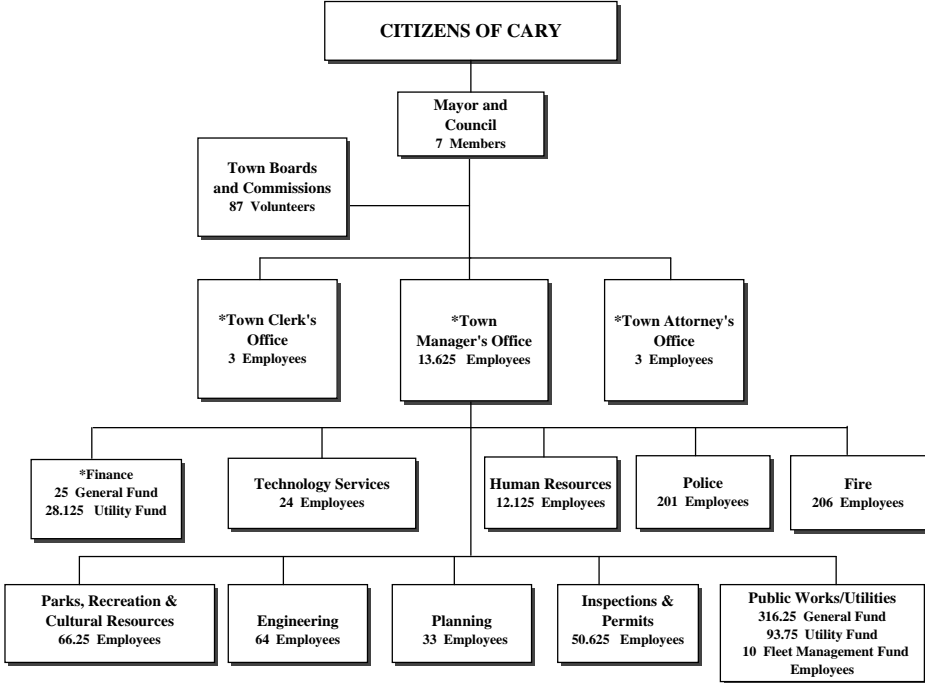 CITIZENS OF CARY
Mayor and
Council
7 Members
Town Boards
and Commissions
87 Volunteers
*Town Clerk's
Office
3 Employees
*Town
Manager's Office
13.625 Employees
*Town Attorney's
Office
3 Employees
*Finance
25 General Fund
28.125 Utility Fund
Technology Services
24 Employees
Human Resources
12.125 Employees
Police
201 Employees
Fire
206 Employees
Parks, Recreation &
Cultural Resources
66.25 Employees
Engineering
64 Employees
Planning
33 Employees
Inspections &
Permits
50.625 Employees
Public Works/Utilities
316.25 General Fund
93.75 Utility Fund
10 Fleet Management Fund
Employees